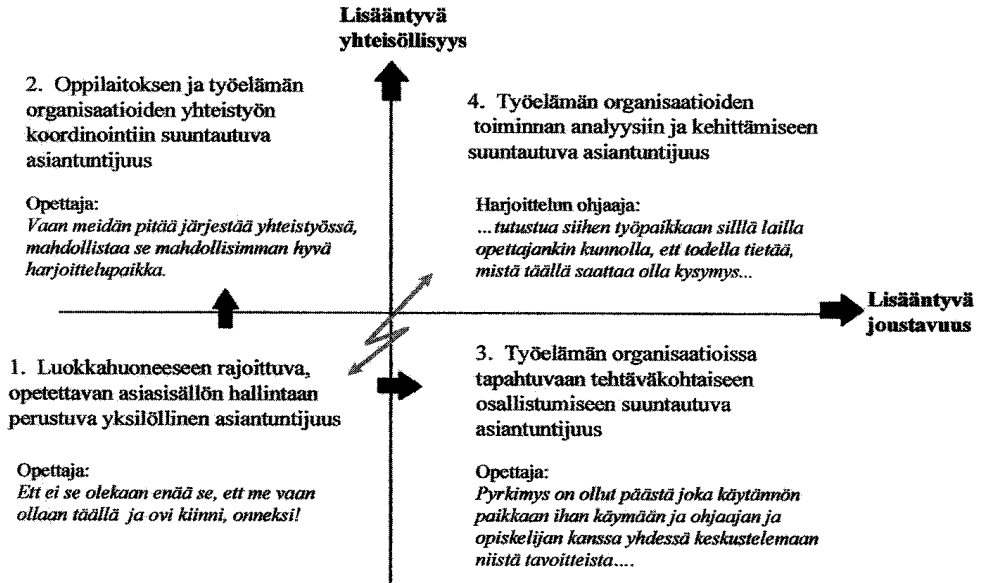 Lisääntyvä
yhteisöllisyys
2. Oppilaitoksen ja työelämän
organisaatioiden yhteistyön
koordinointiin suuntautuva
asiantuntijuus
Opettaja:
Vaan meidän pitää järjestää yhteistyössä,
mahdollistaa se mahdollisimman hyvä
harjoittelupaikka.
4. Työelämän organisaatioiden
toiminnan analyysiin ja kehittämiseen
suuntautuva asiantuntijuus
Harjoittelun ohjaaja:
...tutustua siihen työpaikkaan silllä lailla
opettajankin kunnolla, ett todella tietää,
mistä täällä saattaa olla kysymys...
Lisääntyvä
joustavuus
1. Luokkahuoneeseen rajoittuva,
opetettavan asiasisällön hallintaan
perustuva yksilöllinen asiantuntijuus
Opettaja:
Ett ei se olekaan enää se, ett me vaan
ollaan täällä ja ovi kiinni, onneksi!
3. Työelämän organisaatioissa
tapahtuvaan tehtäväkohtaiseen
osallistumiseen suuntautuva
asiantuntijuus
Opettaja:
Pyrkimys on ollut päästä joka käytännön
paikkaan ihan käymään ja ohjaajan ja
opiskelijan kanssa yhdessä keskustelemaan
niistä tavoitteista....